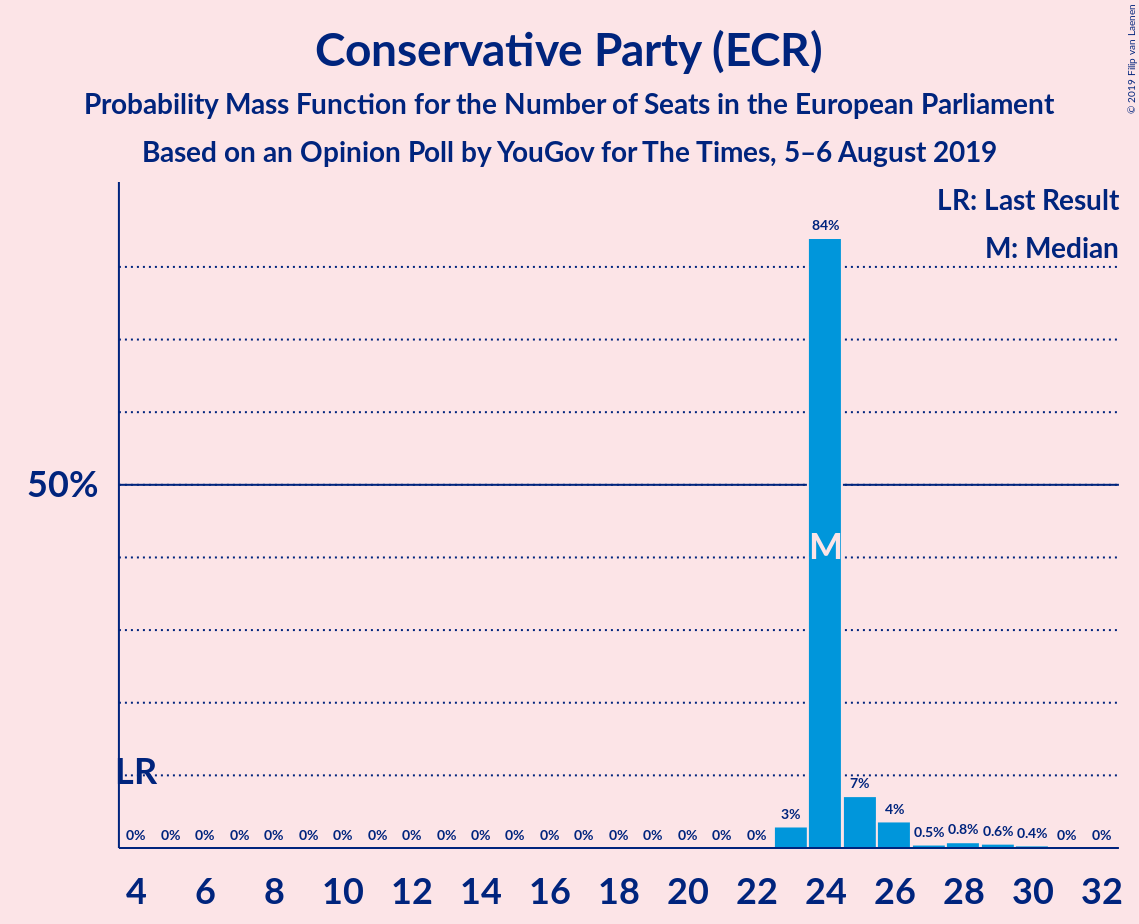 Conservative Party (ECR)
Probability Mass Function for the Number of Seats in the European Parliament
Based on an Opinion Poll by YouGov for The Times, 5–6 August 2019
© 2019 Filip van Laenen
LR: Last Result
M: Median
84%
50%
M
LR
7%
3%
4%
0% 0% 0% 0% 0% 0% 0% 0% 0% 0% 0% 0% 0% 0% 0% 0% 0% 0% 0% 0.5% 0.8% 0.6% 0.4% 0% 0%
4 6 8 10 12 14 16 18 20 22 24 26 28 30 32